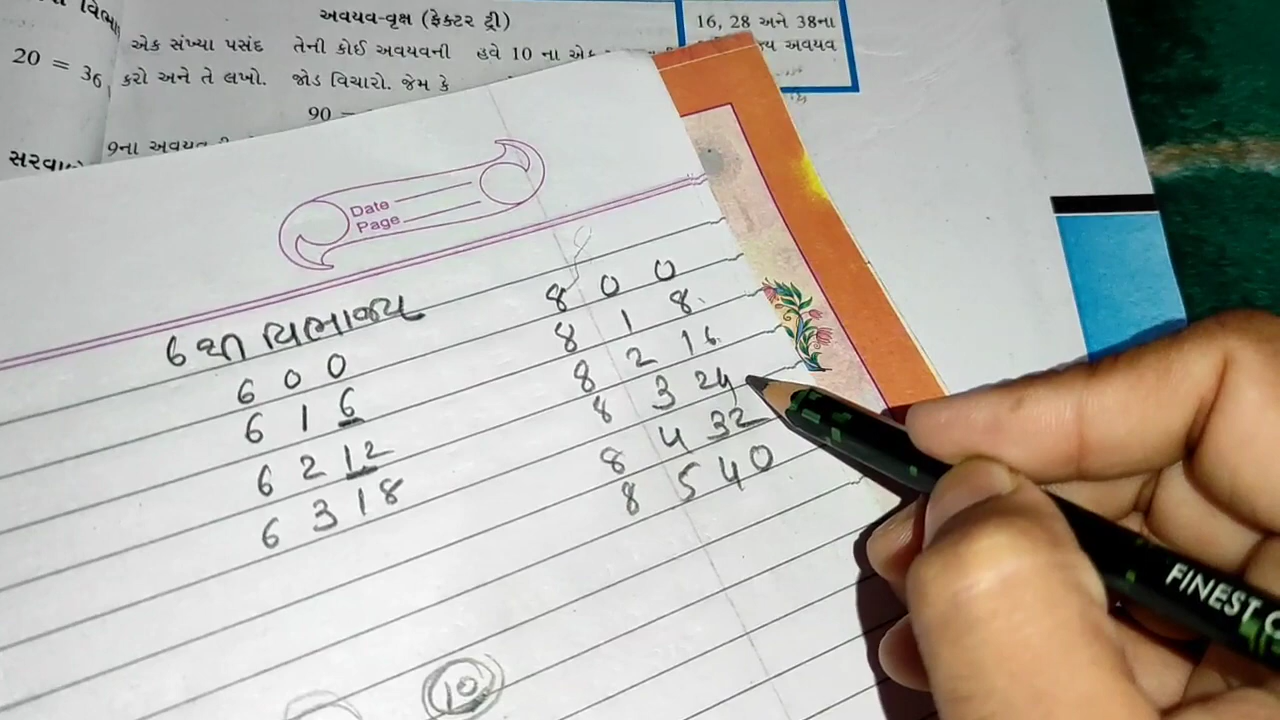 અવયવ-વૃક્ષ (ફેક્ટર ટ્રી)
16, 28 અને 38ના
અવયવ
20 = 36,
એક સંખ્યા પસંદ
કરો અને તે લખો.
તેની કોઈ અવયવની
જોડ વિચારો. જેમ કે
હવે 10 ના
90
9ના અવયવ
Date
Page
6 થી વિભાજ્ય
6 0 0
6 1 6
6 2 12
6 3 18
8 0 0
8 1 8
8 2 16
8 3 24
8 4 32
8 5 40
10
FINEST